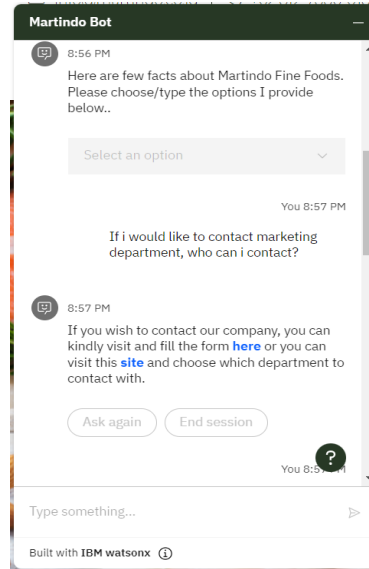 Martindo Bot
8:56 PM
Here are few facts about Martindo Fine Foods.
Please choose/type the options I provide
below..
Select an option
You 8:57 PM
If i would like to contact marketing
department, who can i contact?
8:57 PM
If you wish to contact our company, you can
kindly visit and fill the form here or you can
visit this site and choose which department to
contact with.
Ask again
End session
?
You 8:57
Type something...
Built with IBM watsonx